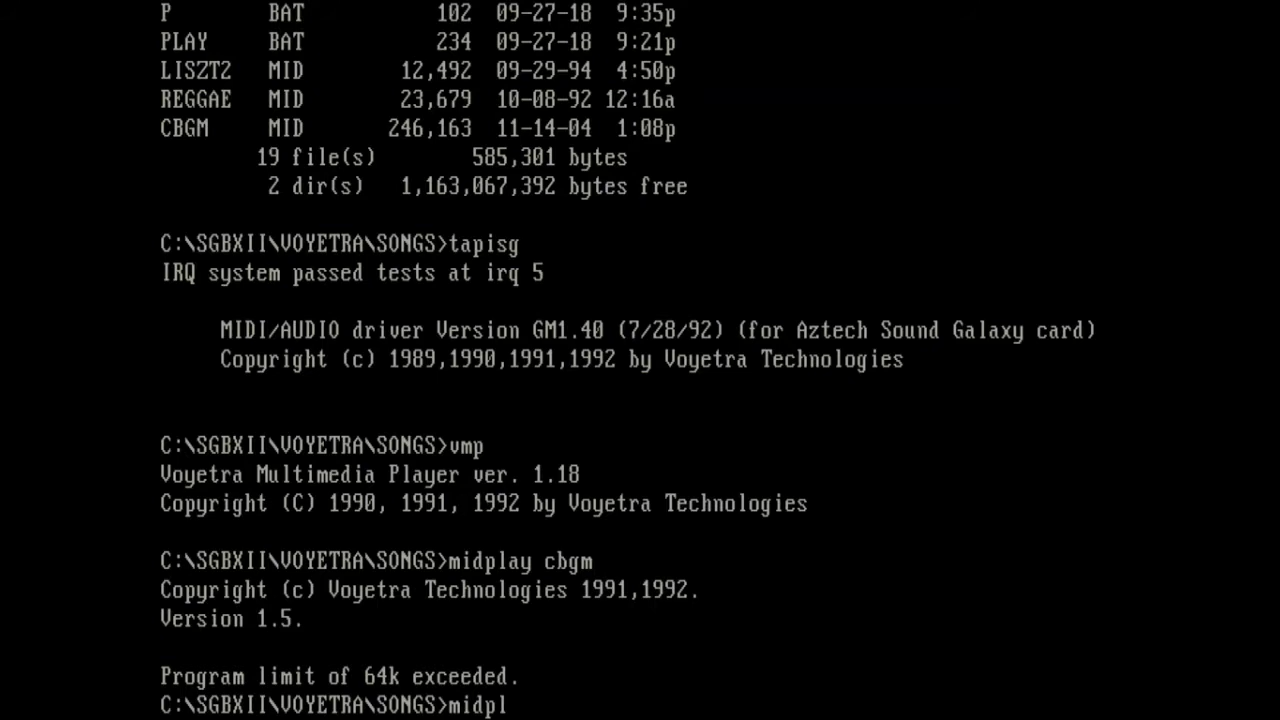 P BAT 102 09-27-18 9:35p
PLAY BAT 234 09-27-18 9:21p
LISZT2 MID 12,492 09-29-94 4:50p
REGGAE MID 23,679 10-08-92 12:16a
CBGM MID 246,163 11-14-04 1:08p
19 file(s) 585,301 bytes
2 dir(s) 1,163,067,392 bytes free
C:\SGBXII\VOYETRA\SONGS>tapisg
IRQ system passed tests at irq 5
MIDI/AUDIO driver Version GM1.40 (7/28/92) (for Aztech Sound Galaxy card)
Copyright (c) 1989,1990,1991,1992 by Voyetra Technologies
C:\SGBXII\VOYETRA\SONGS>vmp
Voyetra Multimedia Player ver. 1.18
Copyright (C) 1990, 1991, 1992 by Voyetra Technologies
C:\SGBXII\VOYETRA\SONGS>midplay cbgm
Copyright (c) Voyetra Technologies 1991,1992.
Version 1.5.
Program limit of 64k exceeded.
C:\SGBXII\VOYETRA\SONGS>midpl